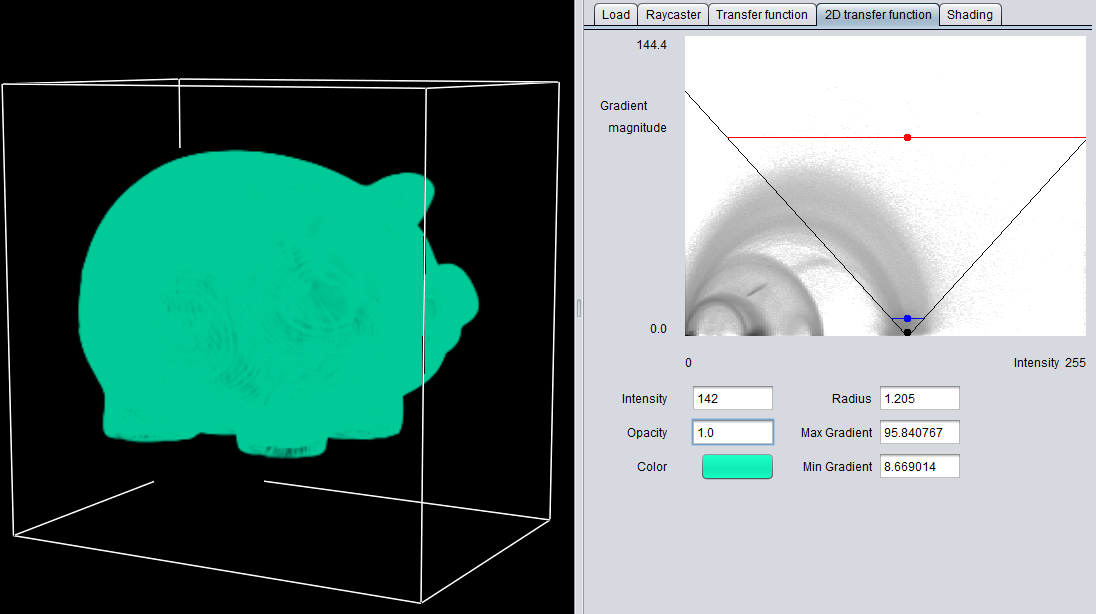 Load Raycaster Transfer function 2D transfer function Shading
144.4
Gradient
magnitude
0.0
0 Intensity 255
Intensity 142 Radius 1.205
Opacity 1.0 Max Gradient 95.840767
Color Min Gradient 8.669014